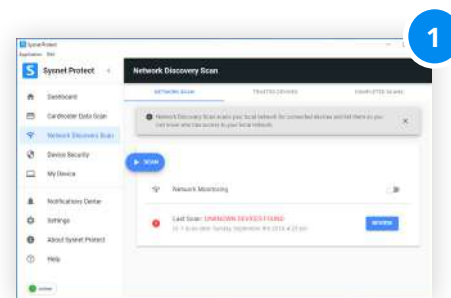 1
Sysnet Protect
Application Edit
Sysnet Protect
Network Discovery Scan
NETWORK SCAN
TRUSTED DEVICES
COMPLETED SCANS
Dashboard
Cardholder Data Scan
Network Discovery Scan
Device Security
My Device
Notifications Center
Settings
About Sysnet Protect
Help
Network Discovery Scan scans your local network for connected devices and list them so you
can know who has access to your local network.
SCAN
Network Monitoring
Last Scan: UNKNOWN DEVICES FOUND
REVIEW